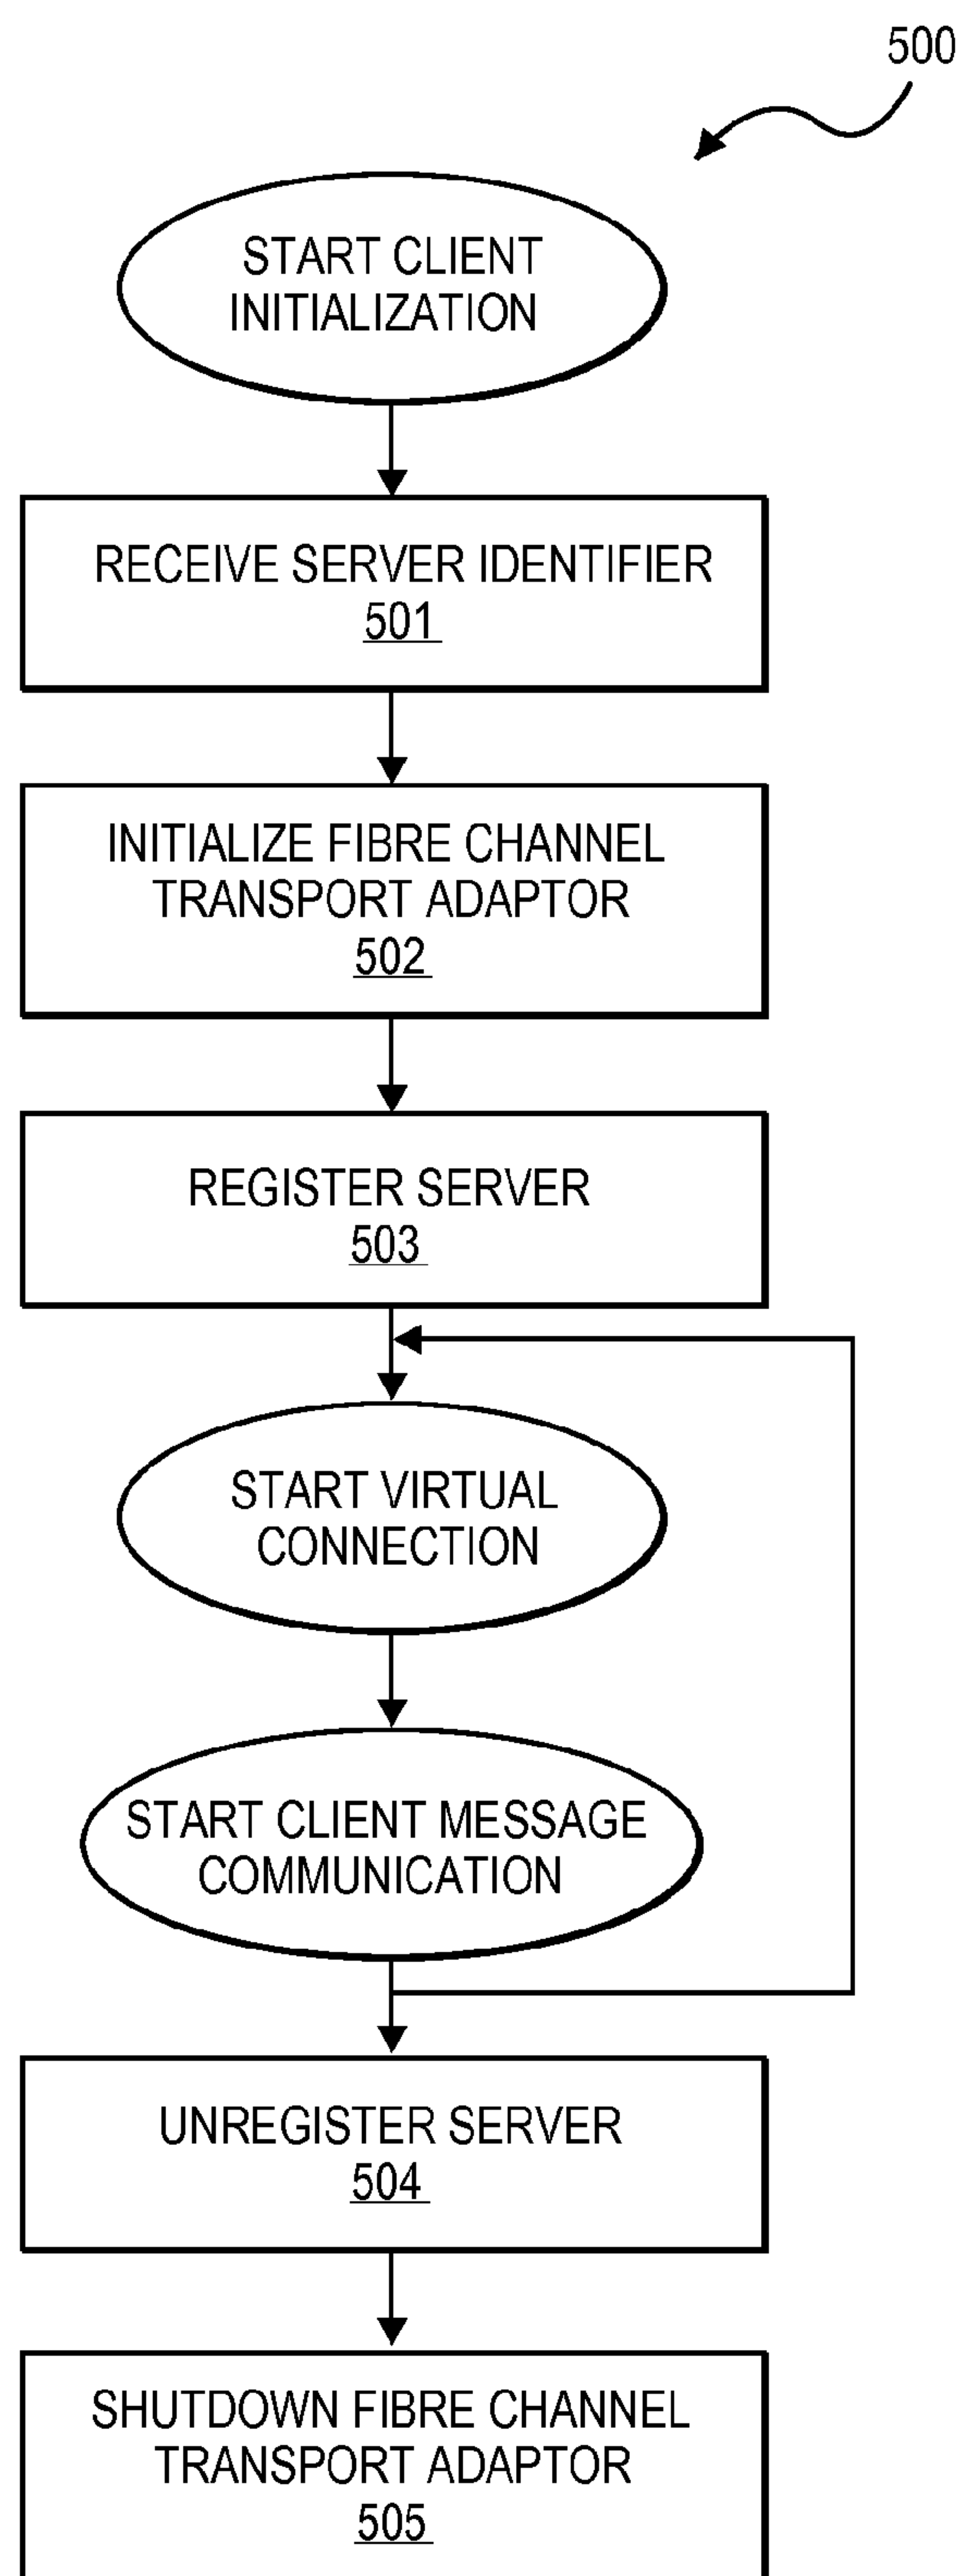 500
START CLIENT
INITIALIZATION
RECEIVE SERVER IDENTIFIER
501
INITIALIZE FIBRE CHANNEL
TRANSPORT ADAPTOR
502
REGISTER SERVER
503
START VIRTUAL
CONNECTION
START CLIENT MESSAGE
COMMUNICATION
UNREGISTER SERVER
504
SHUTDOWN FIBRE CHANNEL
TRANSPORT ADAPTOR
505